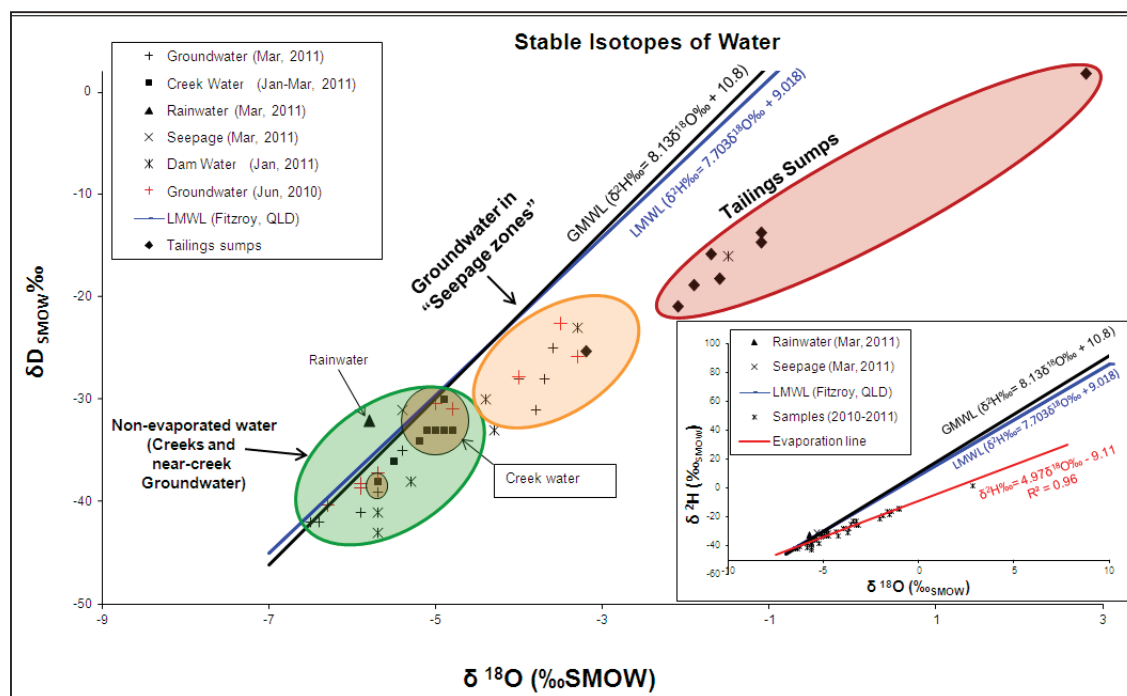 Stable Isotopes of Water
Groundwater (Mar, 2011)
Creek Water (Jan-Mar, 2011)
Rainwater (Mar, 2011)
Seepage (Mar, 2011)
Dam Water (Jan, 2011)
Groundwater (Jun, 2010)
LMWL (Fitzroy, QLD)
Tailings sumps
0
-10
-20
-30
-40
-50
δD SMOW‰
-9
-7
-5
-3
-1
1
3
δ 18O (‰SMOW)
GMWL (δ²H‰= 8.13δ¹⁸O‰ + 10.8)
LMWL (δ²H‰= 7.703δ¹⁸O‰ + 9.018)
Tailings Sumps
Groundwater in
“Seepage zones”
Rainwater
Non-evaporated water
(Creeks and
near-creek
Groundwater)
Creek water
Rainwater (Mar, 2011)
Seepage (Mar, 2011)
LMWL (Fitzroy, QLD)
Samples (2010-2011)
Evaporation line
100
80
60
40
20
0
-20
-40
-60
δ ²H (‰SMOW)
GMWL (δ²H‰= 8.13δ¹⁸O‰ + 10.8)
LMWL (δ²H‰= 7.703δ¹⁸O‰ + 9.018)
δ²H‰= 4.97δ¹⁸O‰ - 9.11
R² = 0.96
-10
-5
0
5
10
δ 18O (‰SMOW)